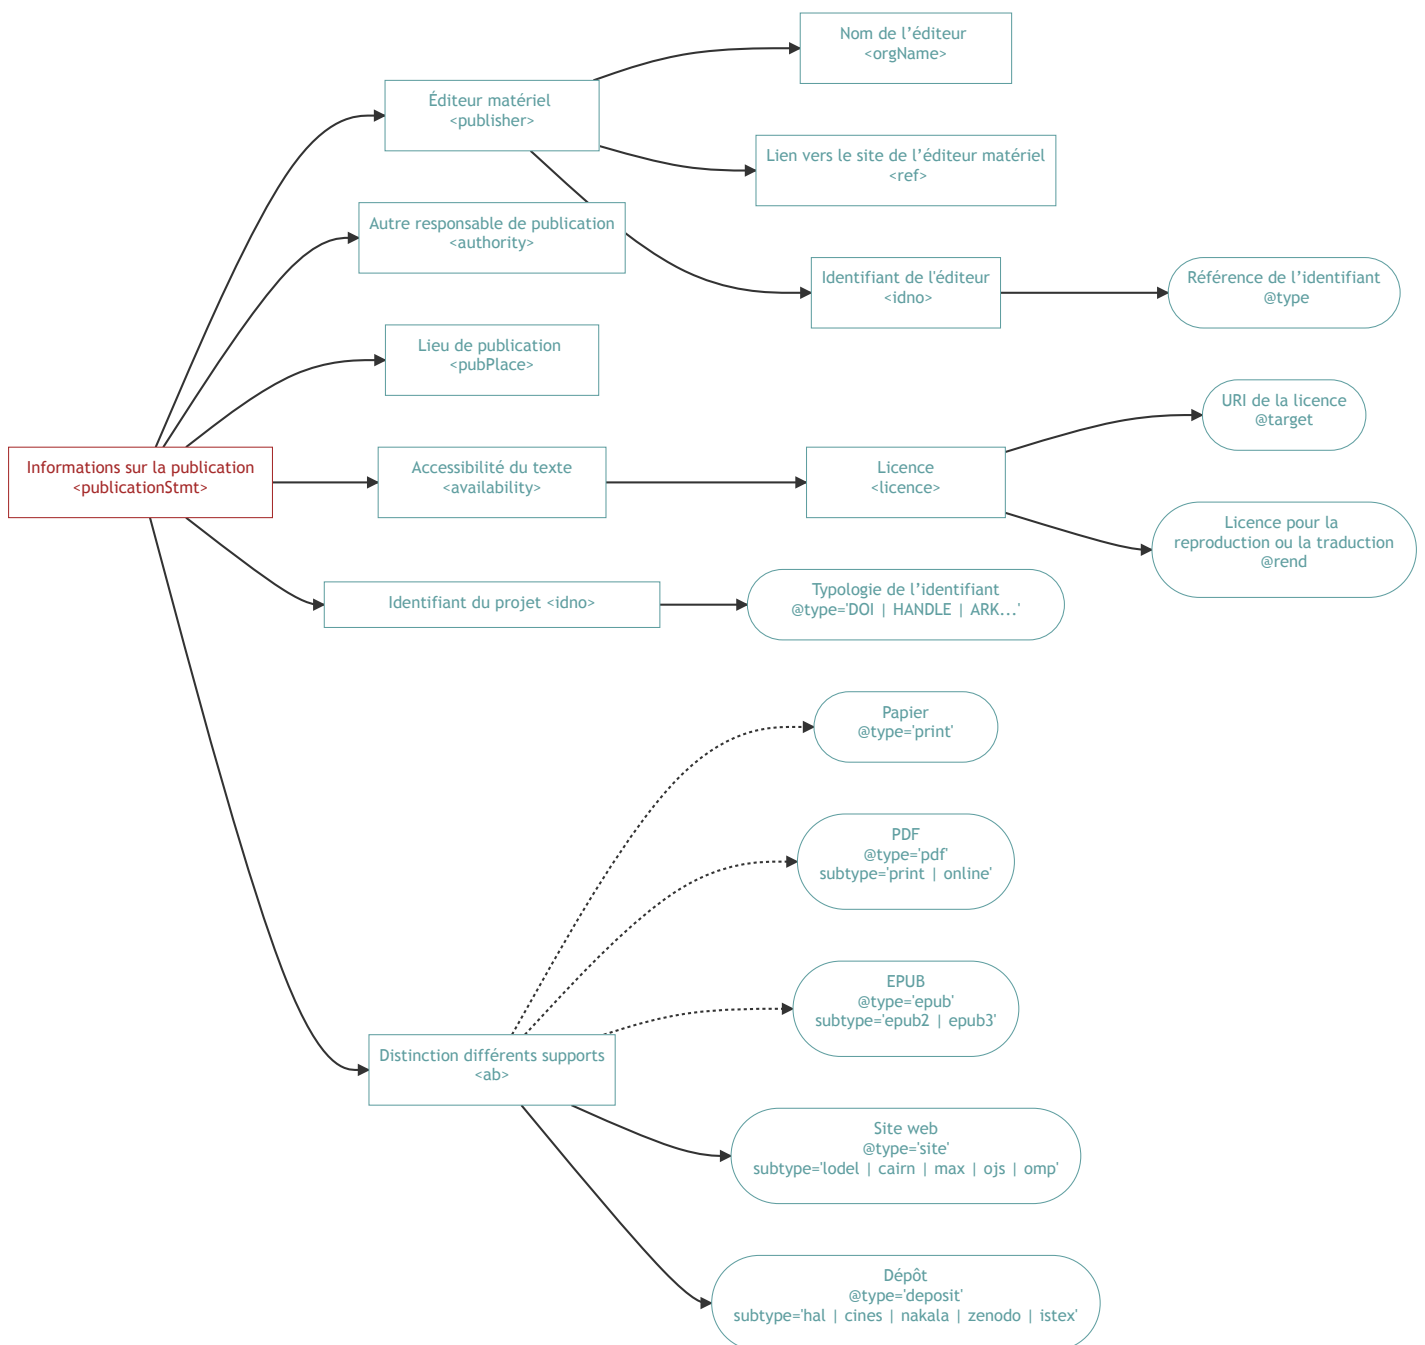 Nom de l’éditeur
<orgName>
Éditeur matériel
<publisher>
Lien vers le site de l’éditeur matériel
<ref>
Autre responsable de publication
<authority>
Identifiant de l'éditeur
<idno>
Référence de l’identifiant
@type
Lieu de publication
<pubPlace>
URI de la licence
@target
Informations sur la publication
<publicationStmt>
Accessibilité du texte
<availability>
Licence
<licence>
Licence pour la
reproduction ou la traduction
@rend
Identifiant du projet <idno>
Typologie de l’identifiant
@type='DOI | HANDLE | ARK...'
Papier
@type='print'
PDF
@type='pdf'
subtype='print | online'
EPUB
@type='epub'
subtype='epub2 | epub3'
Distinction différents supports
<ab>
Site web
@type='site'
subtype='lodel | cairn | max | ojs | omp'
Dépôt
@type='deposit'
subtype='hal | cines | nakala | zenodo | istex'